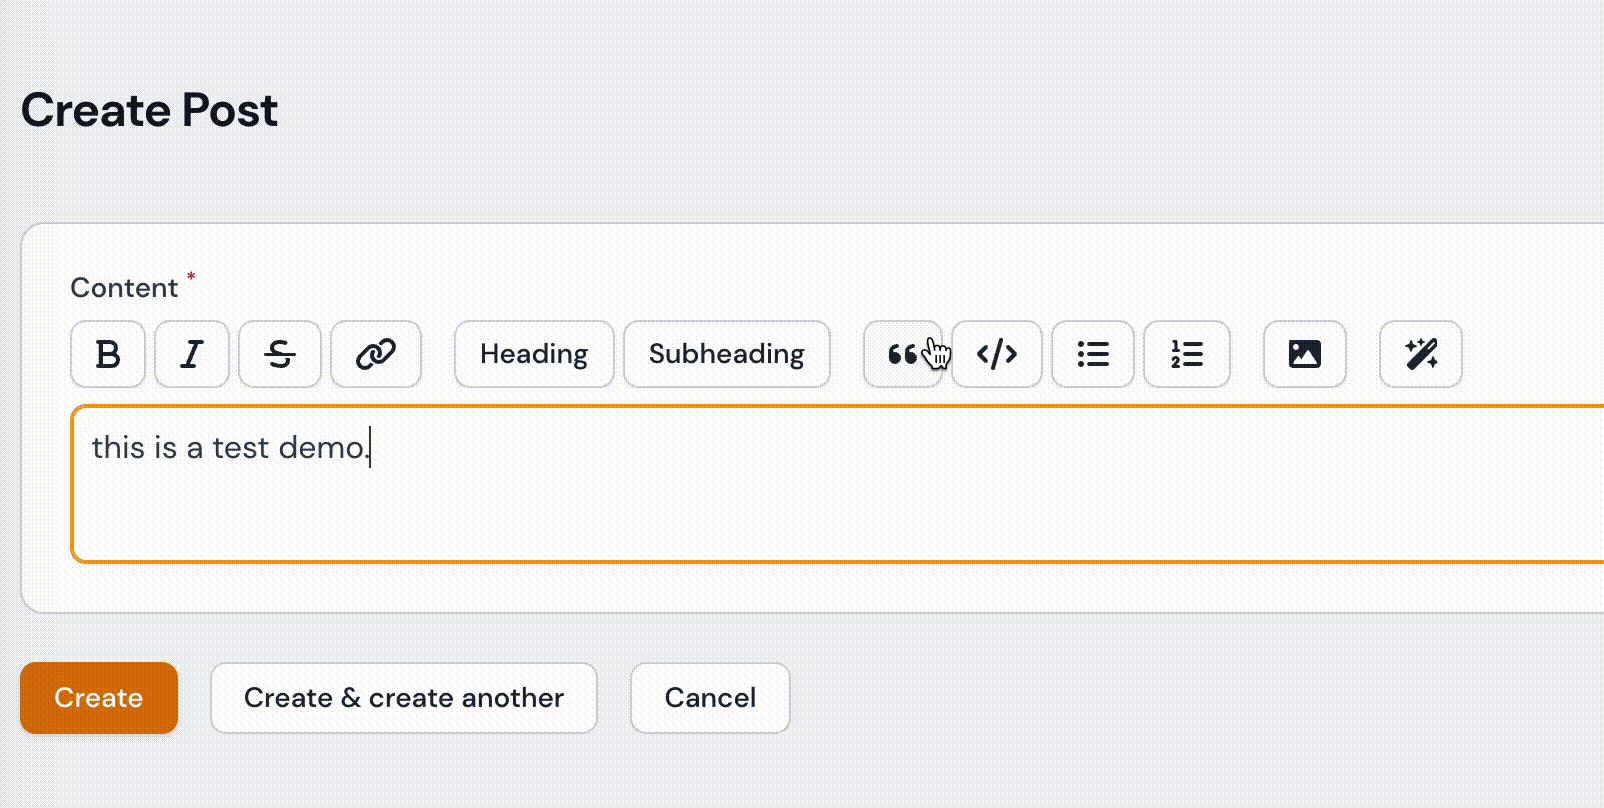 Create Post
Content *
B I S Heading Subheading “ </>
this is a test demo.
Create Create & create another Cancel